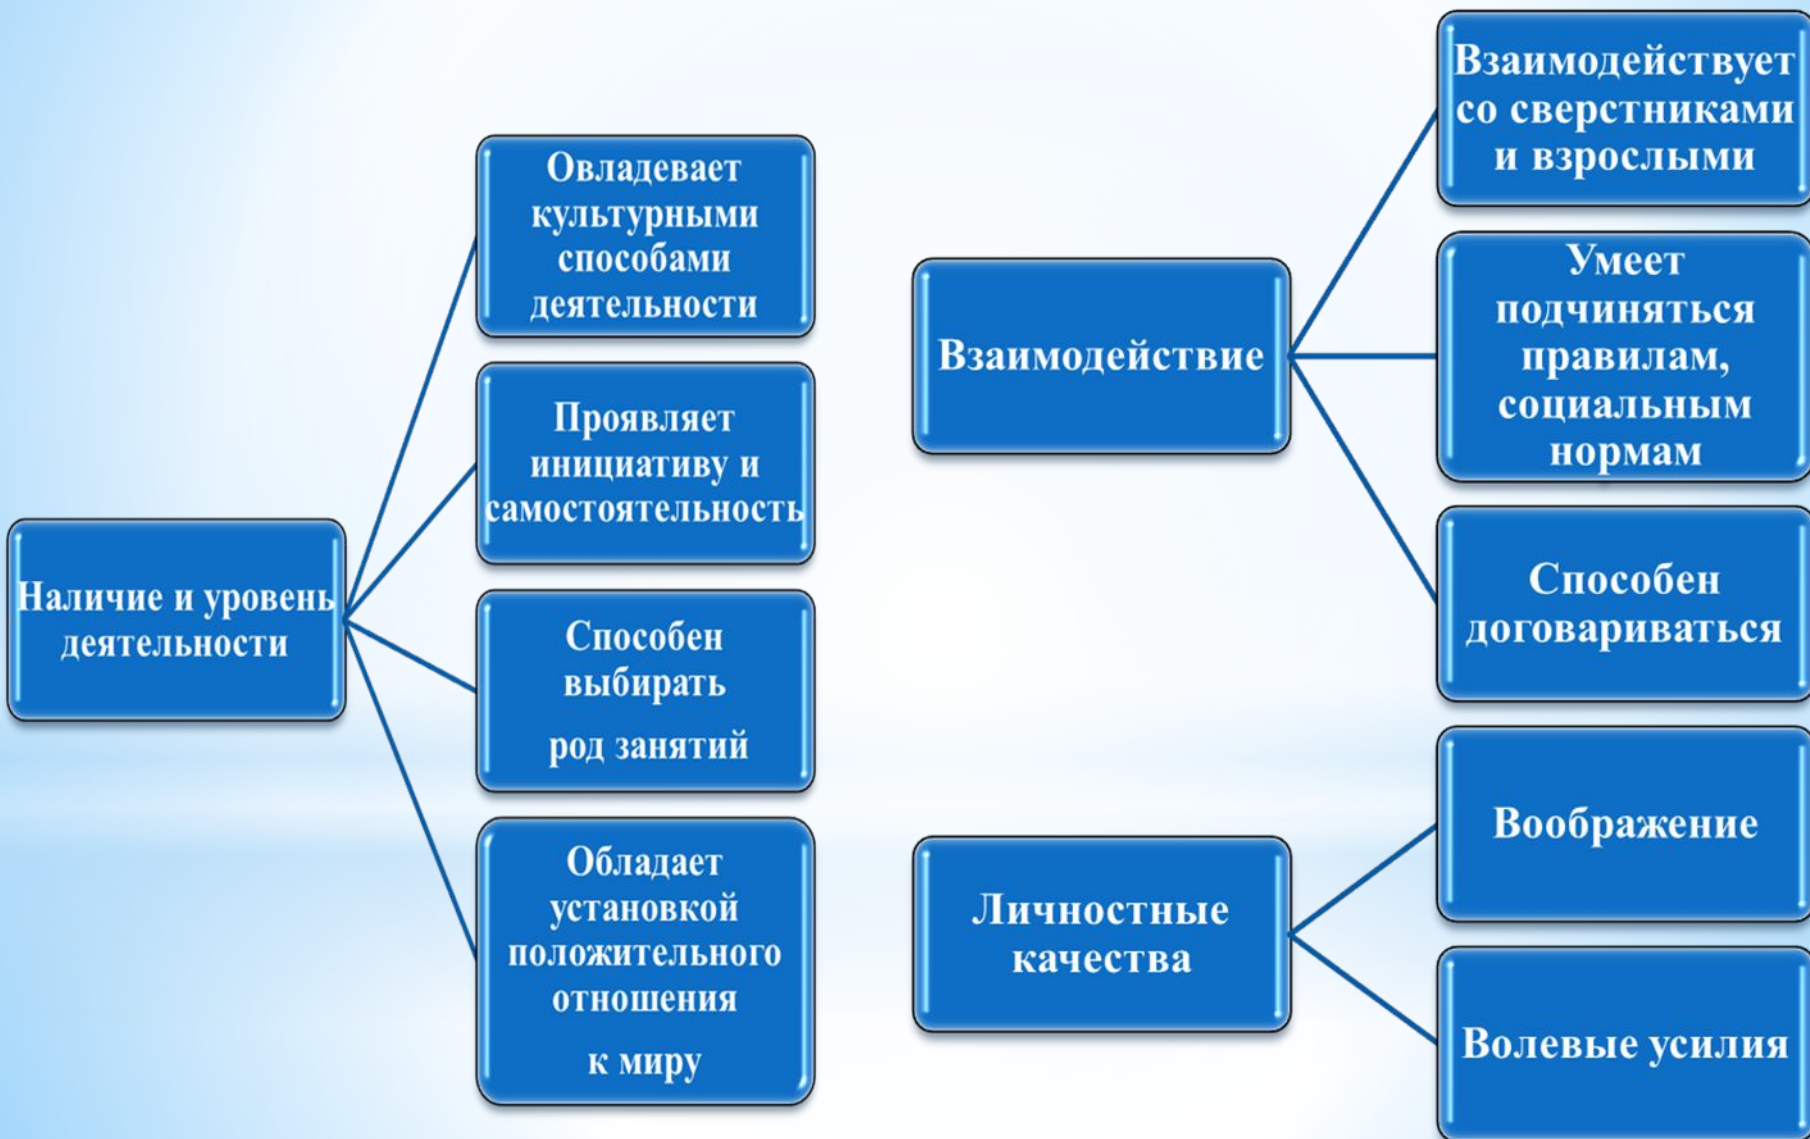 Наличие и уровень
деятельности
Овладевает
культурными
способами
деятельности
Проявляет
инициативу и
самостоятельность
Способен
выбирать
род занятий
Обладает
установкой
положительного
отношения
к миру
Взаимодействие
Взаимодействует
со сверстниками
и взрослыми
Умеет
подчиняться
правилам,
социальным
нормам
Способен
договариваться
Личностные
качества
Воображение
Волевые усилия